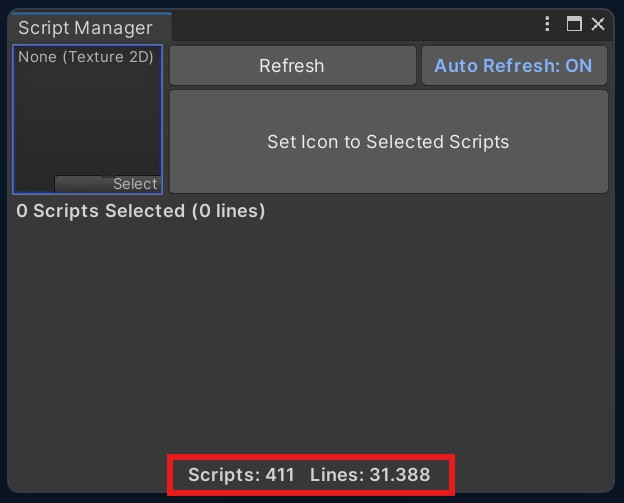 Script Manager
None (Texture 2D)
Refresh
Auto Refresh: ON
Set Icon to Selected Scripts
Select
0 Scripts Selected (0 lines)
Scripts: 411 Lines: 31.388